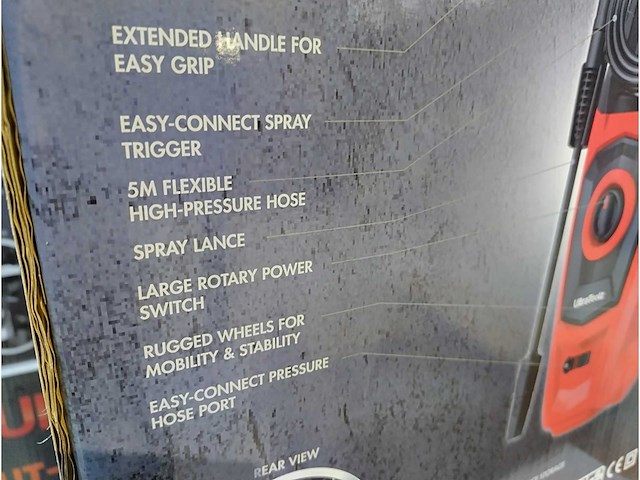 EXTENDED HANDLE FOR
EASY GRIP
EASY-CONNECT SPRAY
TRIGGER
5M FLEXIBLE
HIGH-PRESSURE HOSE
SPRAY LANCE
LARGE ROTARY POWER
SWITCH
RUGGED WHEELS FOR
MOBILITY & STABILITY
EASY-CONNECT PRESSURE
HOSE PORT
REAR VIEW
CE